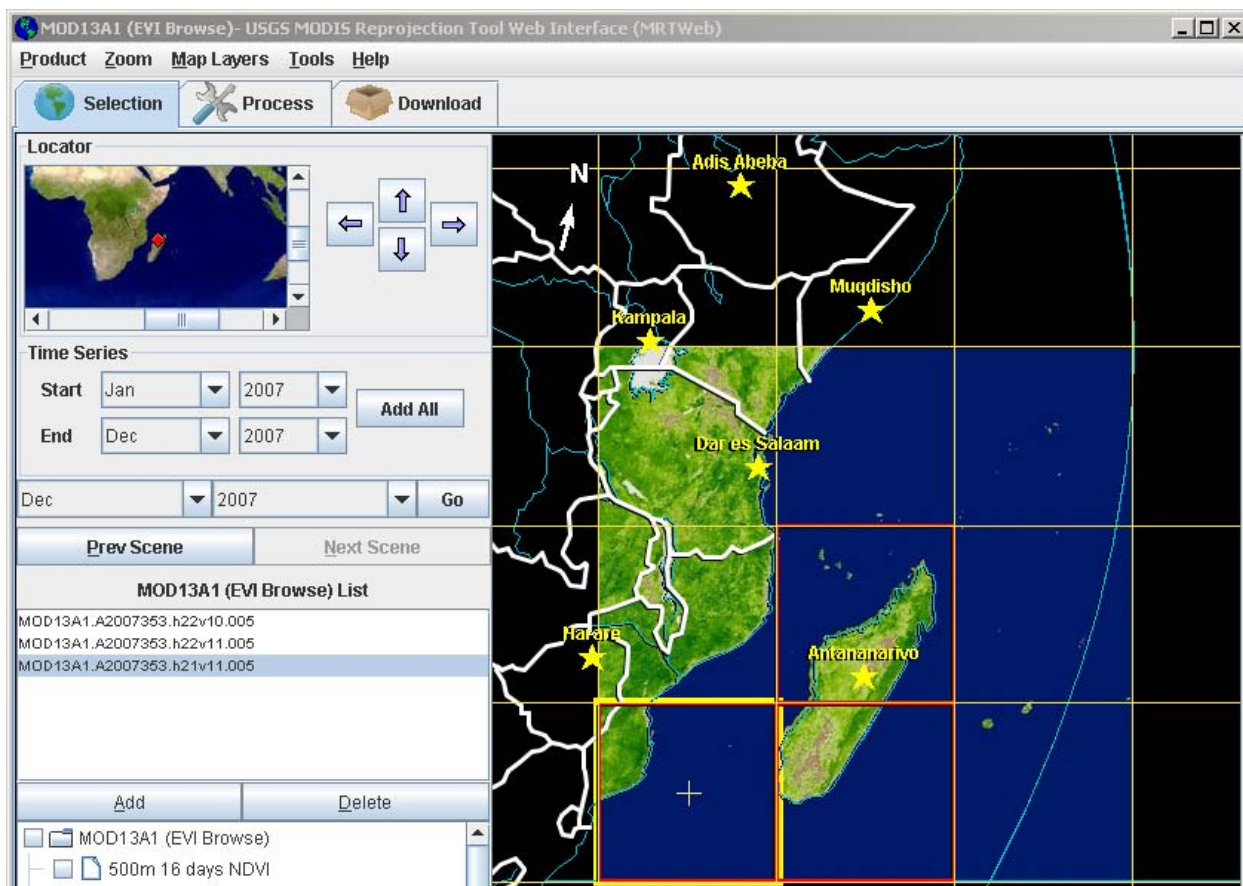 MOD13A1 (EVI Browse)- USGS MODIS Reprojection Tool Web Interface (MRTWeb)
Product Zoom Map Layers Tools Help
Selection Process Download
Locator
Time Series
Start Jan 2007
End Dec 2007
Add All
Dec 2007 Go
Prev Scene Next Scene
MOD13A1 (EVI Browse) List
MOD13A1.A2007353.h22v10.005
MOD13A1.A2007353.h22v11.005
MOD13A1.A2007353.h21v11.005
Add Delete
MOD13A1 (EVI Browse)
500m 16 days NDVI
N
Adis Abeba
Muqdisho
Kampala
Dar es Salaam
Harare
Antananarivo